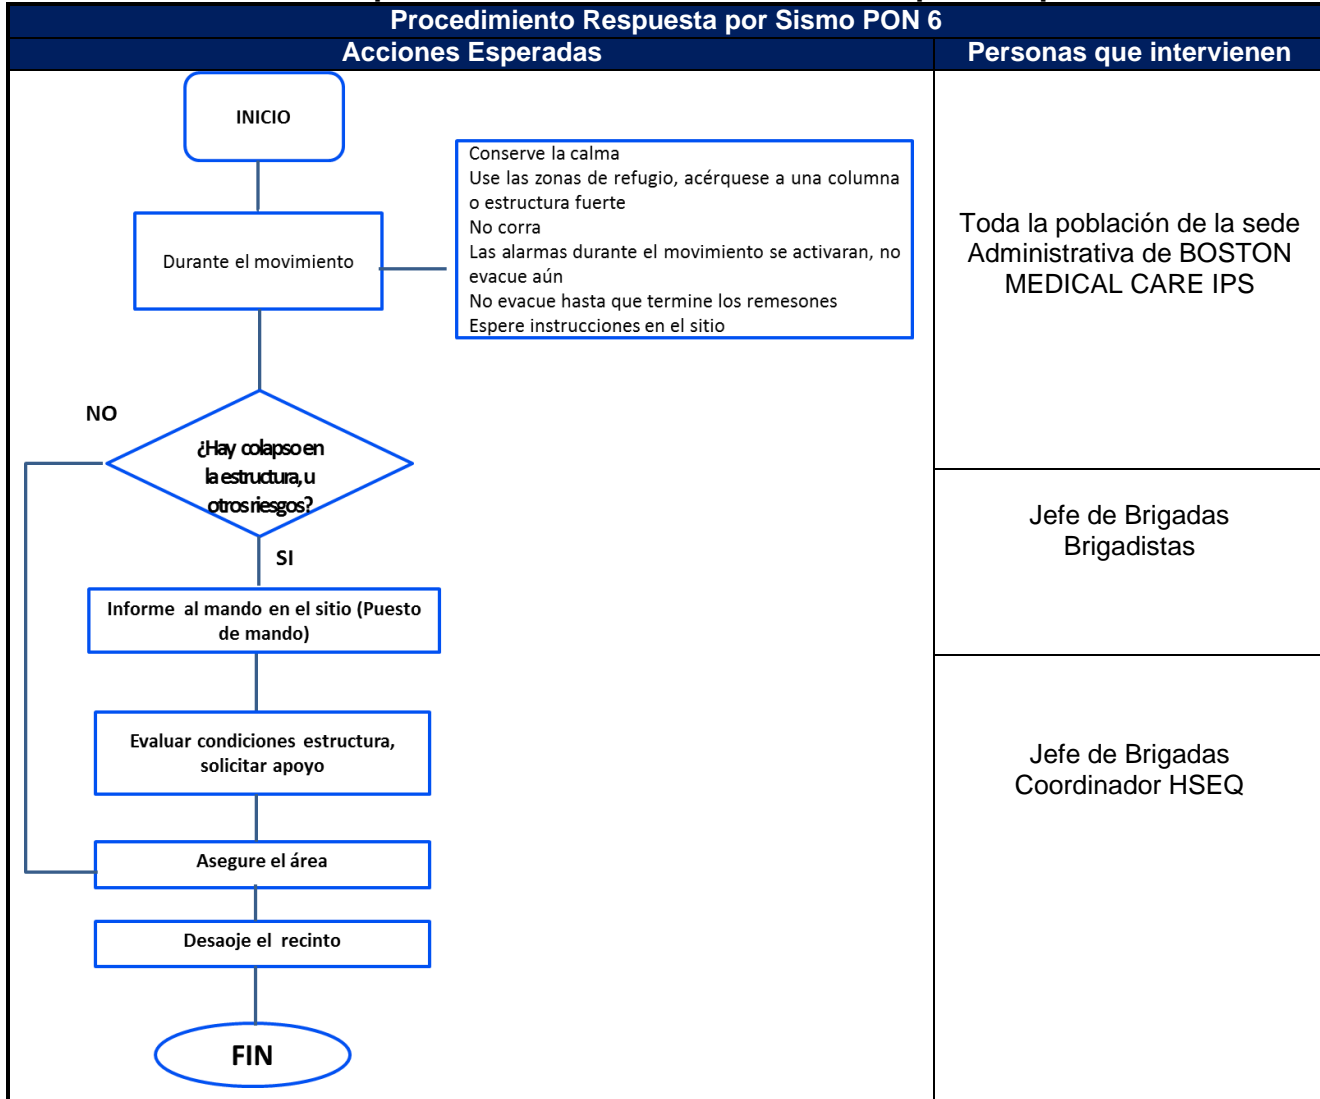 Procedimiento Respuesta por Sismo PON 6
Acciones Esperadas
Personas que intervienen
INICIO
Conserve la calma
Use las zonas de refugio, acérquese a una columna
o estructura fuerte
No corra
Las alarmas durante el movimiento se activaran, no
evacue aún
No evacue hasta que termine los remesones
Espere instrucciones en el sitio
Durante el movimiento
Toda la población de la sede
Administrativa de BOSTON
MEDICAL CARE IPS
NO
¿Hay colapso en
la estructura, u
otros riesgos?
SI
Jefe de Brigadas
Brigadistas
Informe al mando en el sitio (Puesto
de mando)
Evaluar condiciones estructura,
solicitar apoyo
Jefe de Brigadas
Coordinador HSEQ
Asegure el área
Desaoje el recinto
FIN